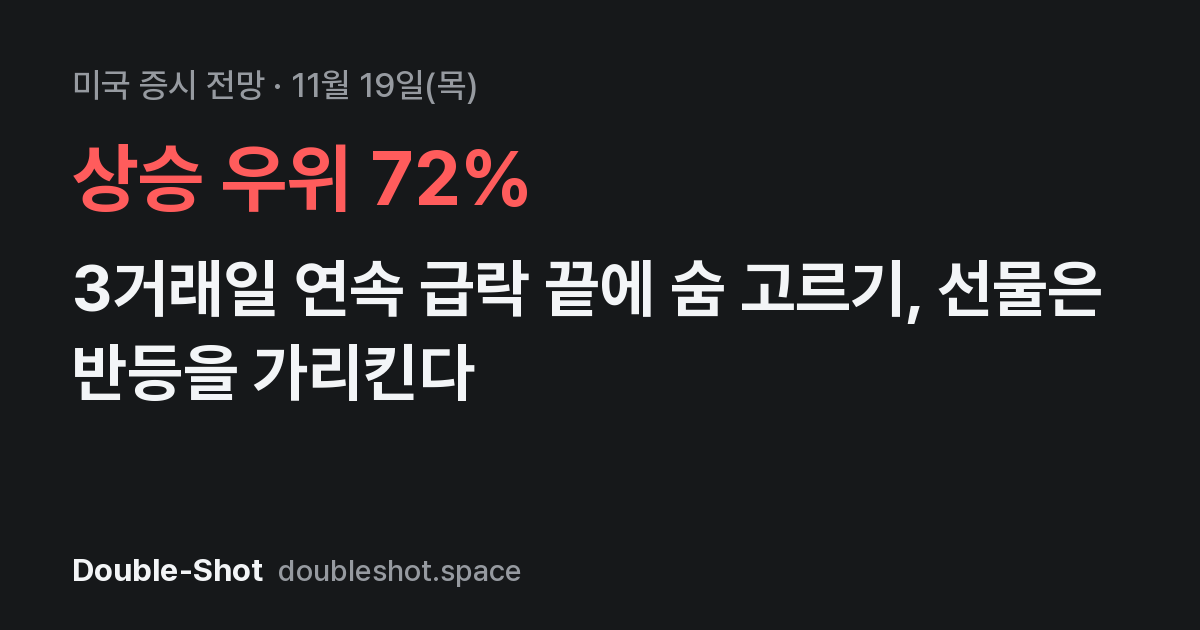 미국 증시 전망 · 11월 19일(목)
상승 우위 72%
3거래일 연속 급락 끝에 숨 고르기, 선물은
반등을 가리킨다
Double-Shot doubleshot.space